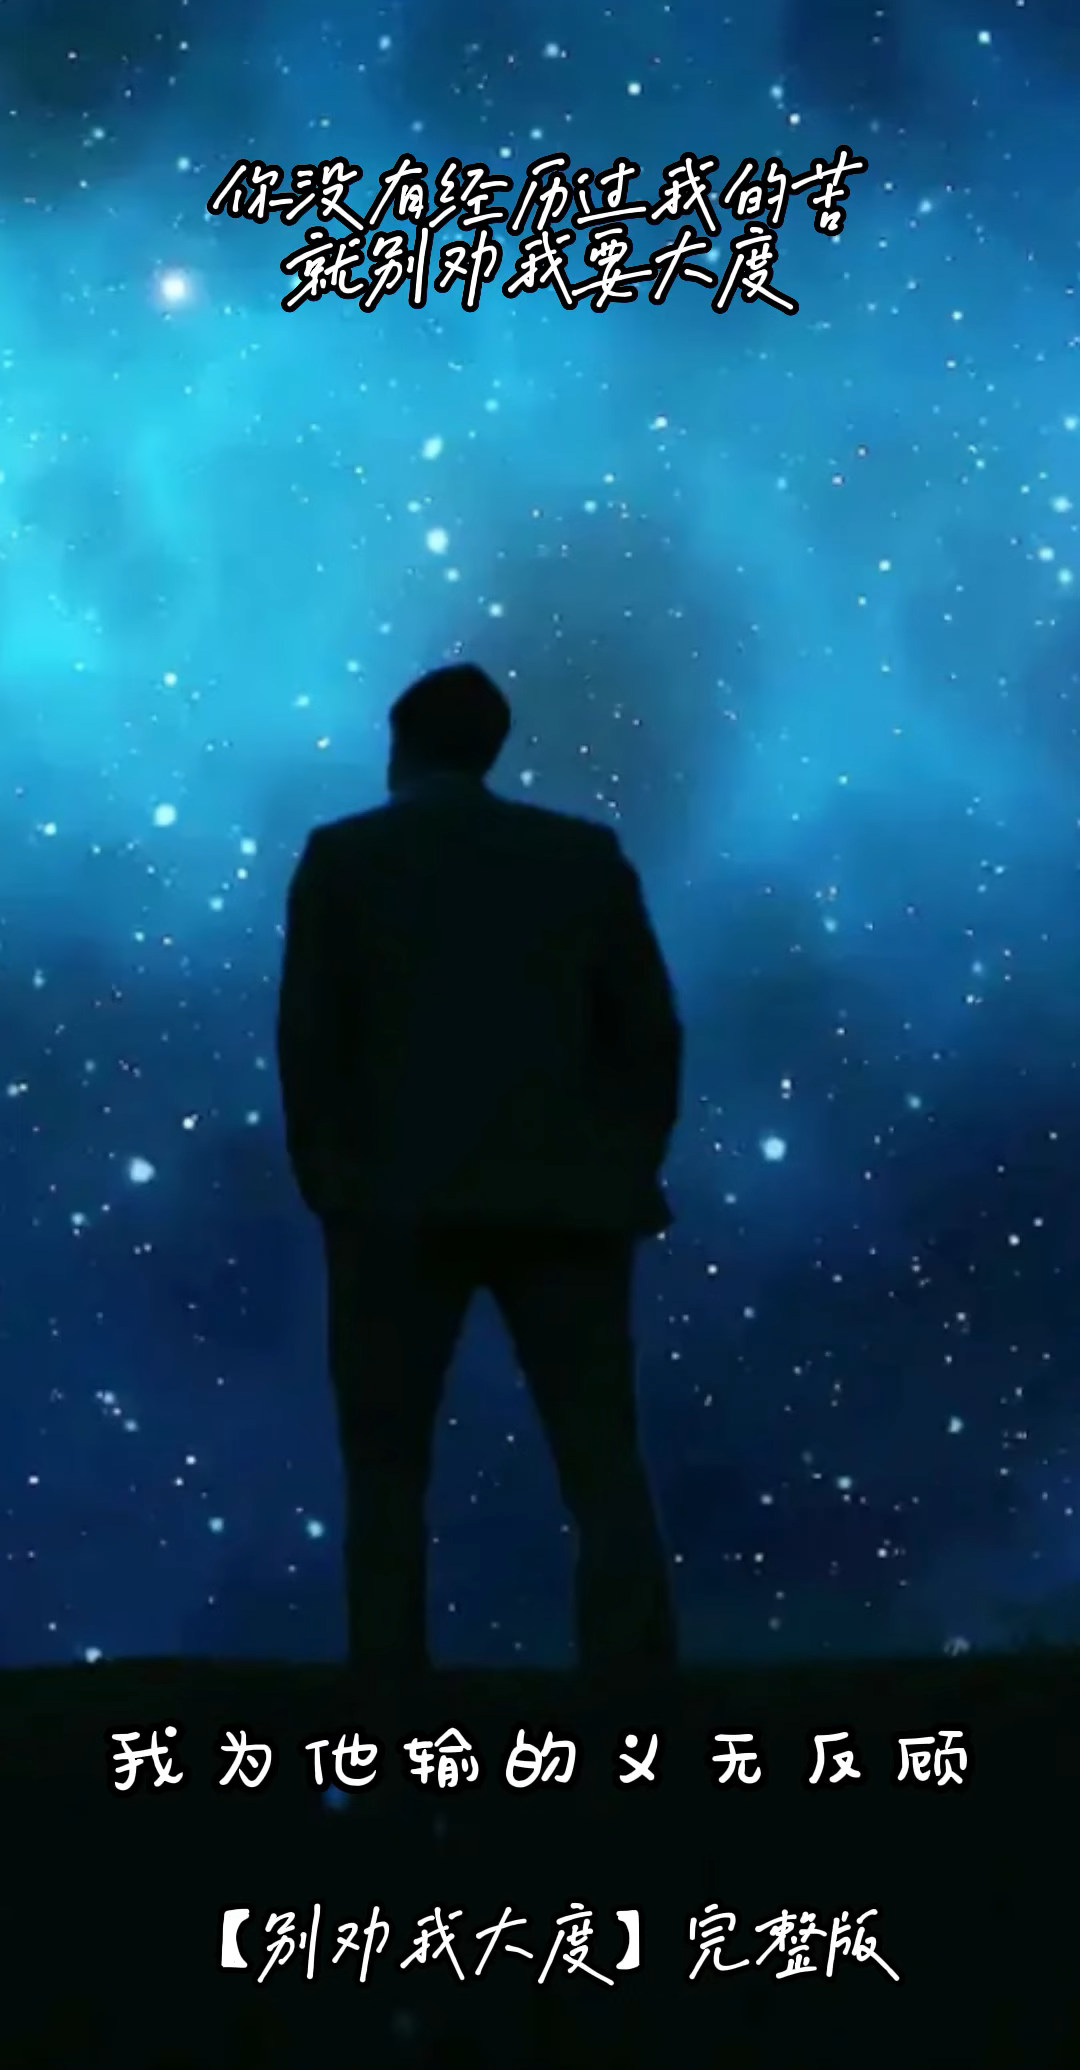 你没有经历过我的苦
就别劝我要大度
我为他输的义无反顾
【别劝我大度】完整版